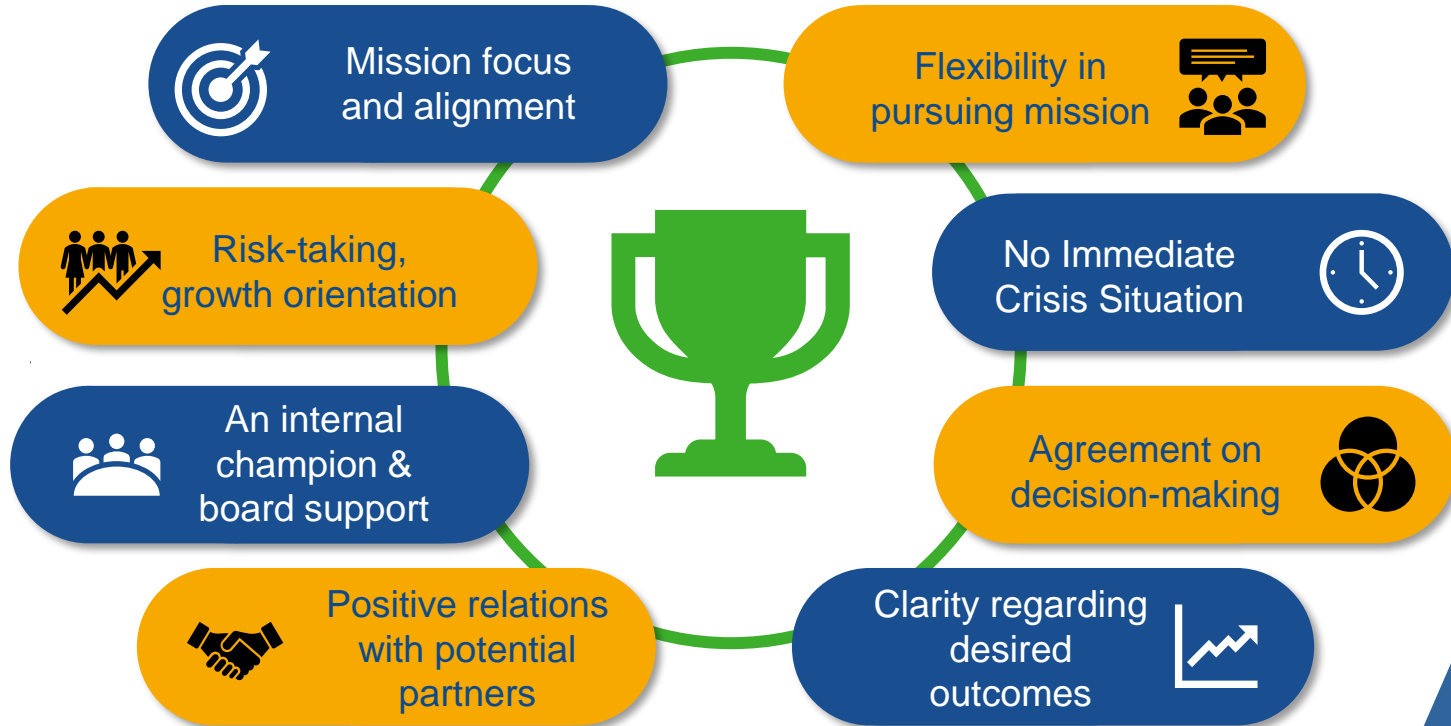 Mission focus
and alignment
Flexibility in
pursuing mission
Risk-taking,
growth orientation
No Immediate
Crisis Situation
An internal
champion &
board support
Agreement on
decision-making
Positive relations
with potential
partners
Clarity regarding
desired
outcomes